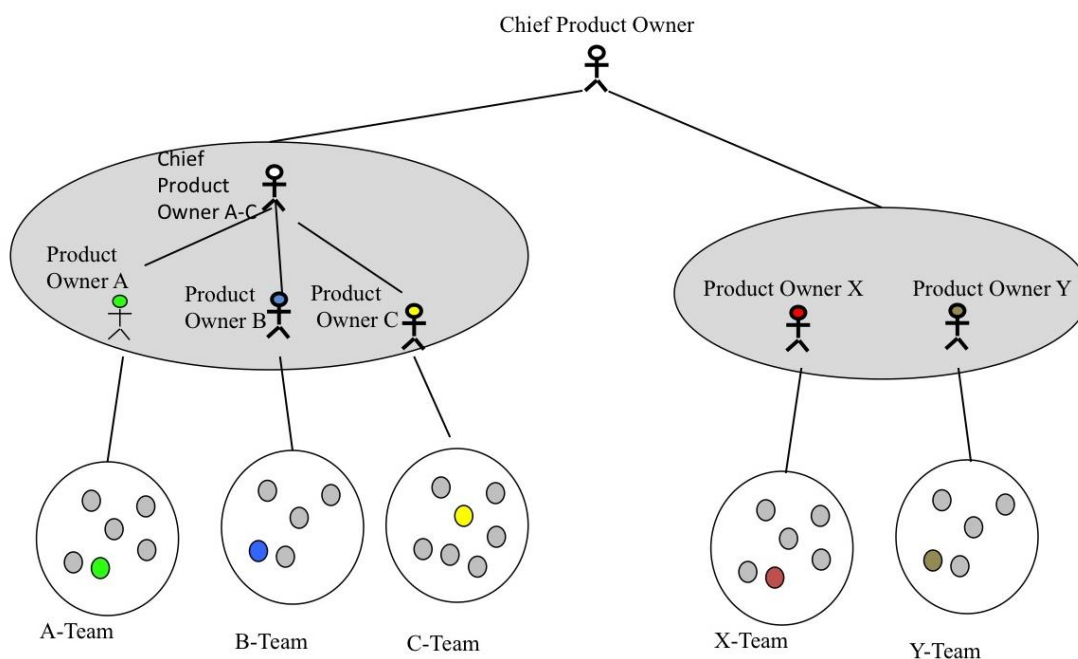 Chief Product Owner
Chief
Product
Owner A-C
Product
Owner A
Product
Owner B
Product
Owner C
Product Owner X
Product Owner Y
A-Team
B-Team
C-Team
X-Team
Y-Team